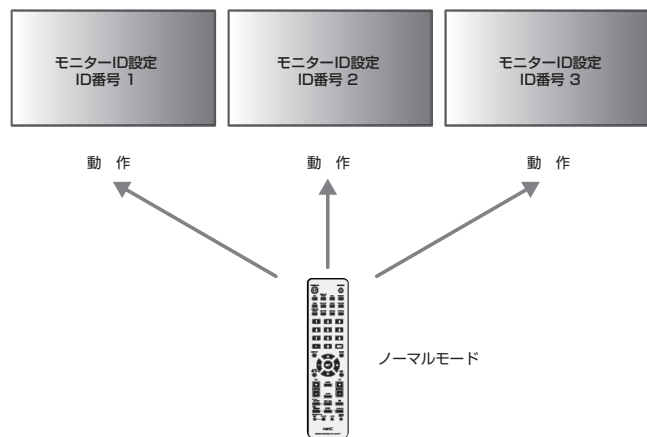 モニターID設定
ID番号 1
モニターID設定
ID番号 2
モニターID設定
ID番号 3
動 作
動 作
動 作
ノーマルモード
NEC